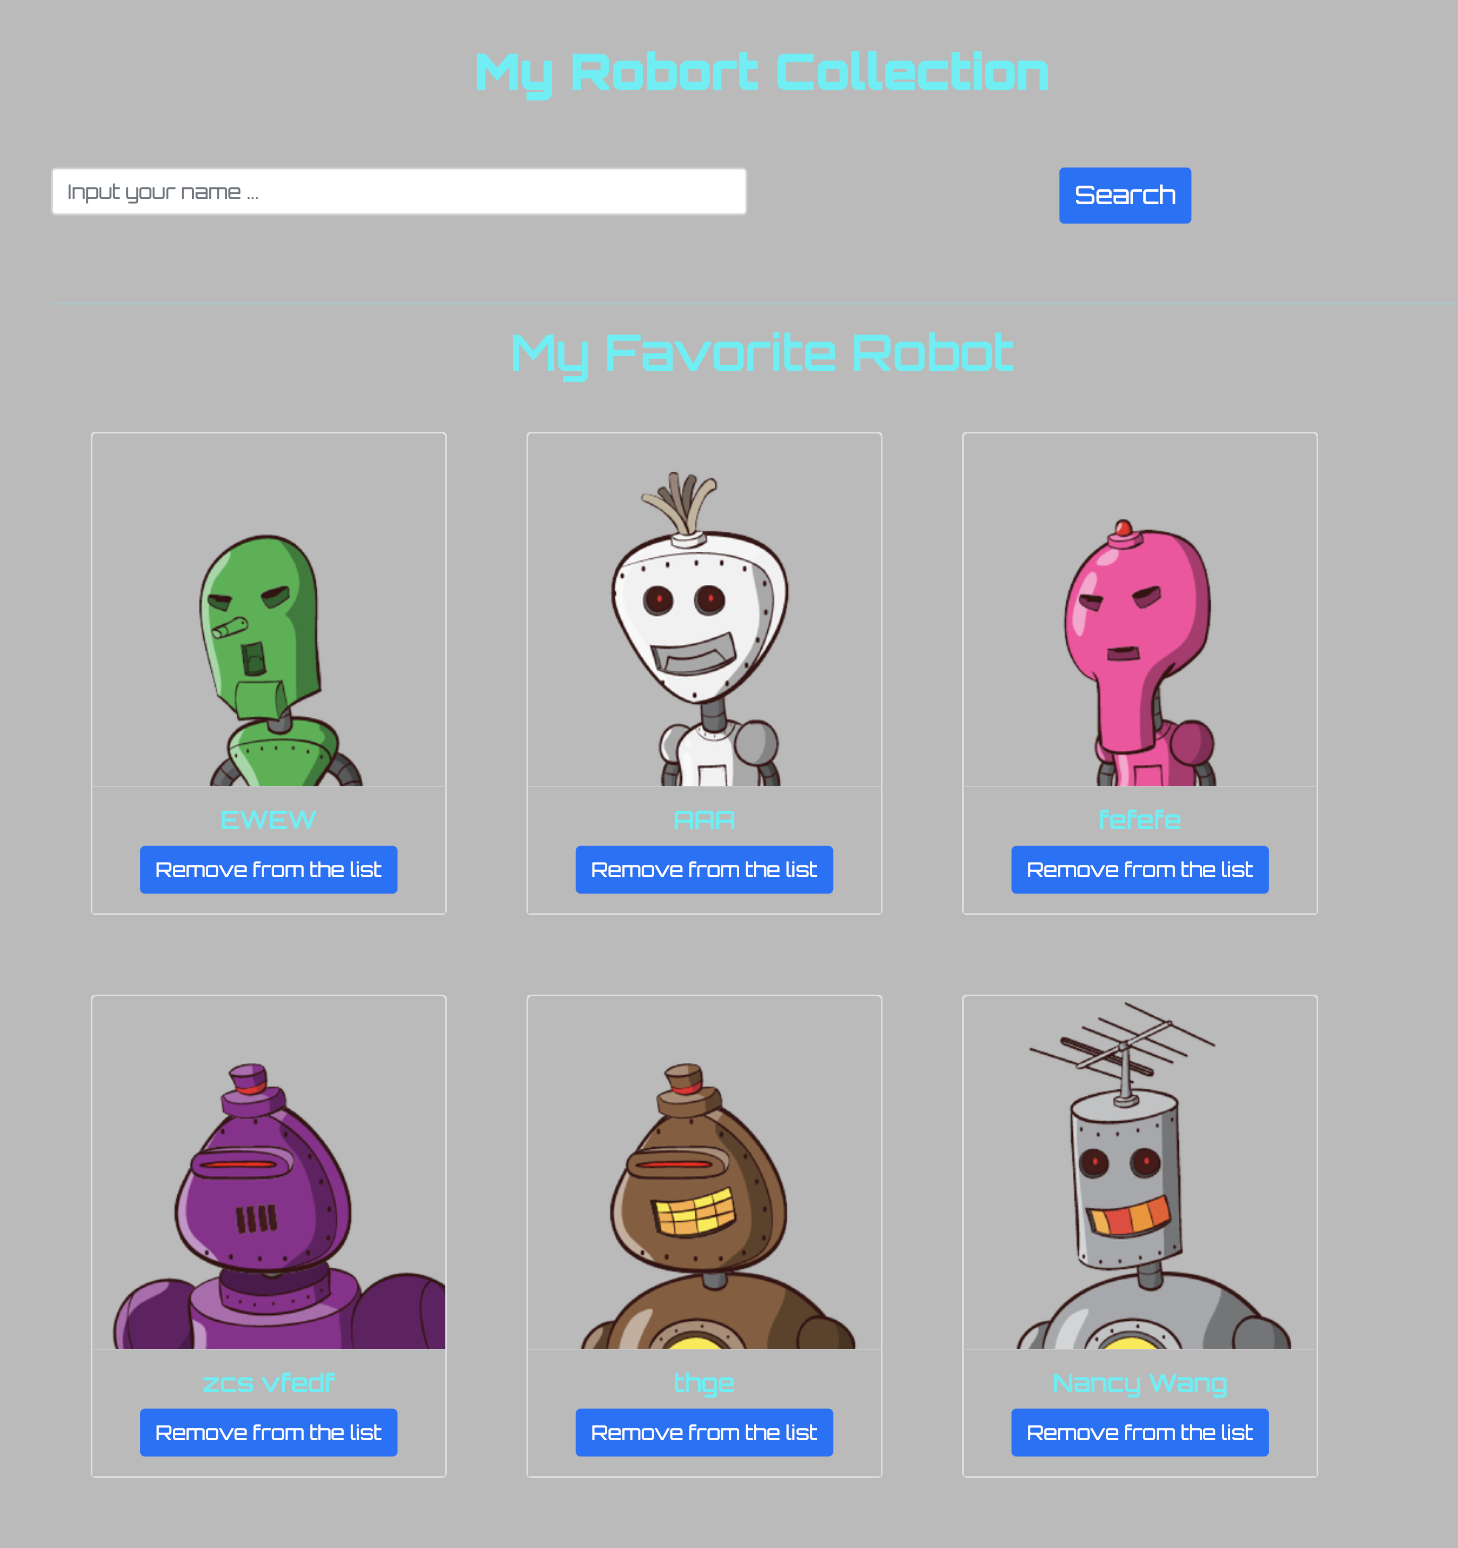 My Robort Collection
Input your name ...
Search
My Favorite Robot
EWEW
AAA
fefefe
Remove from the list
Remove from the list
Remove from the list
zcs vfedf
thge
Nancy Wang
Remove from the list
Remove from the list
Remove from the list